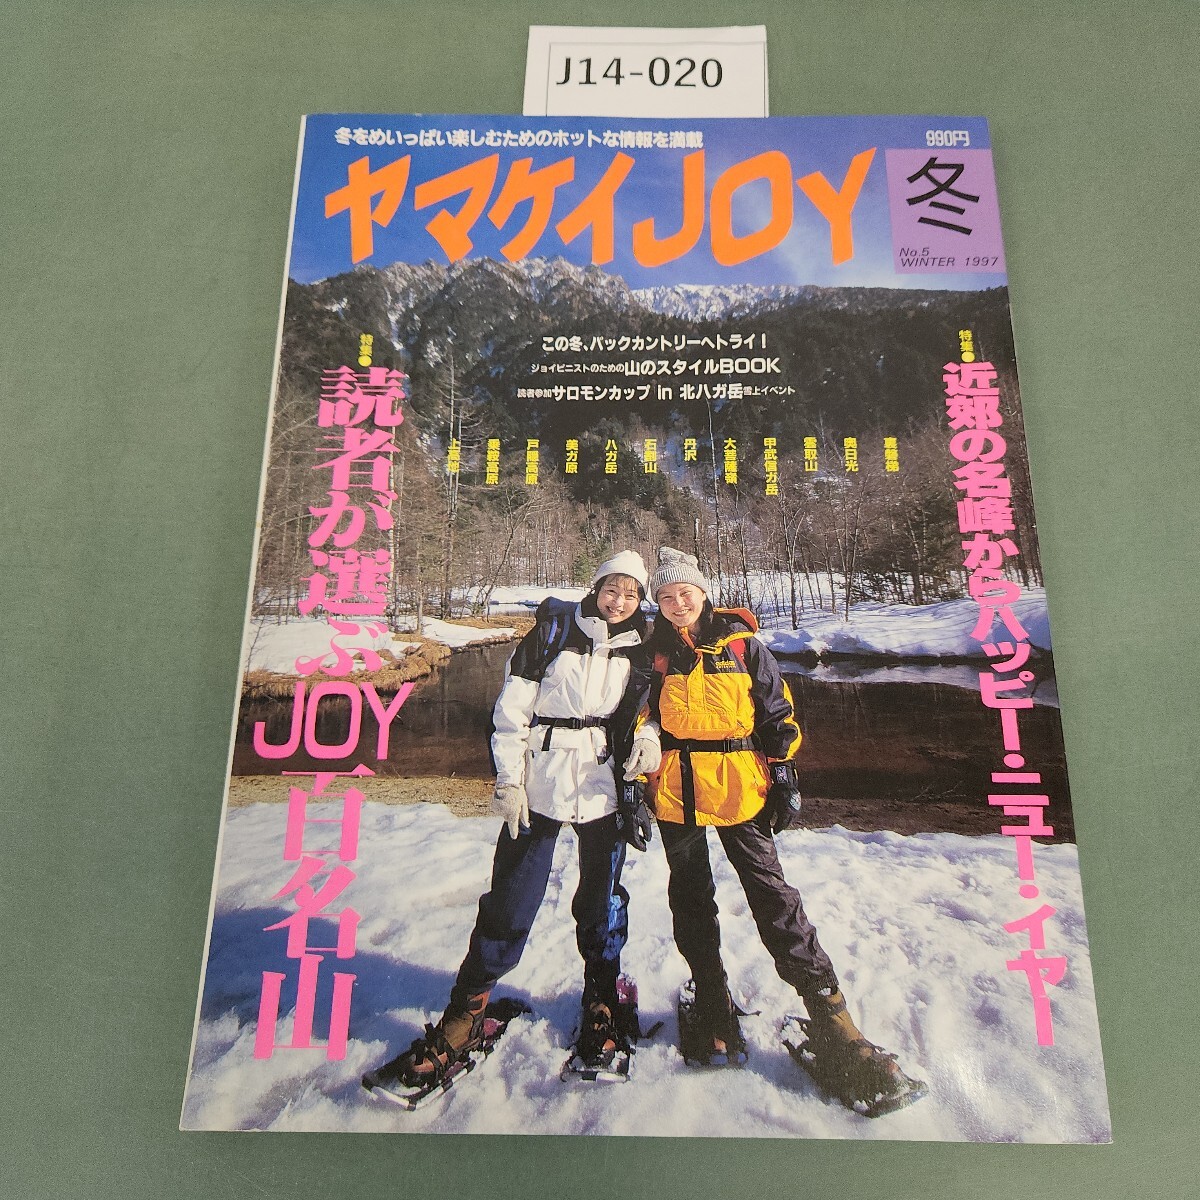 J14-020
冬をめいっぱい楽しむためのホットな情報を満載
990円
ヤマケイJOY
冬
No.5
WINTER 1997
この冬、バックカントリーへトライ!
ジョイビニストのための山のスタイルBOOK
読者参加サロモンカップ in 北八ガ岳雪上イベント
特集●
近郊の名峰からハッピー・ニュー・イヤー
裏磐梯
奥日光
雲取山
甲武信ガ岳
大菩薩嶺
丹沢
石割山
八ガ岳
美ガ原
戸隠高原
乗鞍高原
上高地
特集●
読者が選ぶJOY百名山
adidas